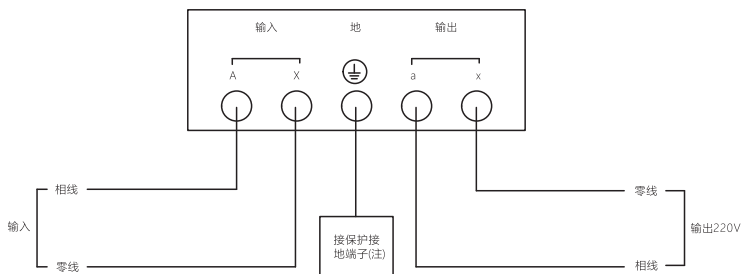 输入 地 输出
A X a x
相线 零线
输入 接保护接 输出220V
地端子(注)
零线 相线